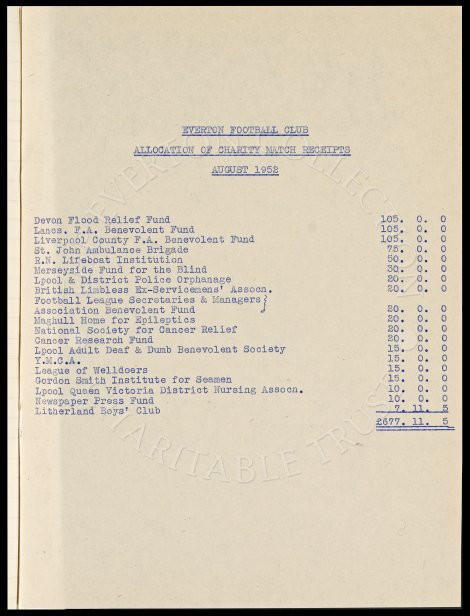 EVERTON FOOTBALL CLUB
ALLOCATION OF CHARITY MATCH RECEIPTS
AUGUST 1952
Devon Flood Relief Fund 105. 0. 0
Lancs. F.A. Benevolent Fund 105. 0. 0
Liverpool County F.A. Benevolent Fund 105. 0. 0
St. John Ambulance Brigade 75. 0. 0
R.N. Lifeboat Institution 50. 0. 0
Merseyside Fund for the Blind 30. 0. 0
Lpool & District Police Orphanage 20. 0. 0
British Limbless Ex-Servicemens' Assocn. 20. 0. 0
Football League Secretaries & Managers}
Association Benevolent Fund 20. 0. 0
Maghull Home for Epileptics 20. 0. 0
National Society for Cancer Relief 20. 0. 0
Cancer Research Fund 20. 0. 0
Lpool Adult Deaf & Dumb Benevolent Society 15. 0. 0
Y.M.C.A. 15. 0. 0
League of Welldoers 15. 0. 0
Gordon Smith Institute for Seamen 15. 0. 0
Lpool Queen Victoria District Nursing Assocn. 10. 0. 0
Newspaper Press Fund 10. 0. 0
Litherland Boys' Club 7. 11. 5
£677. 11. 5